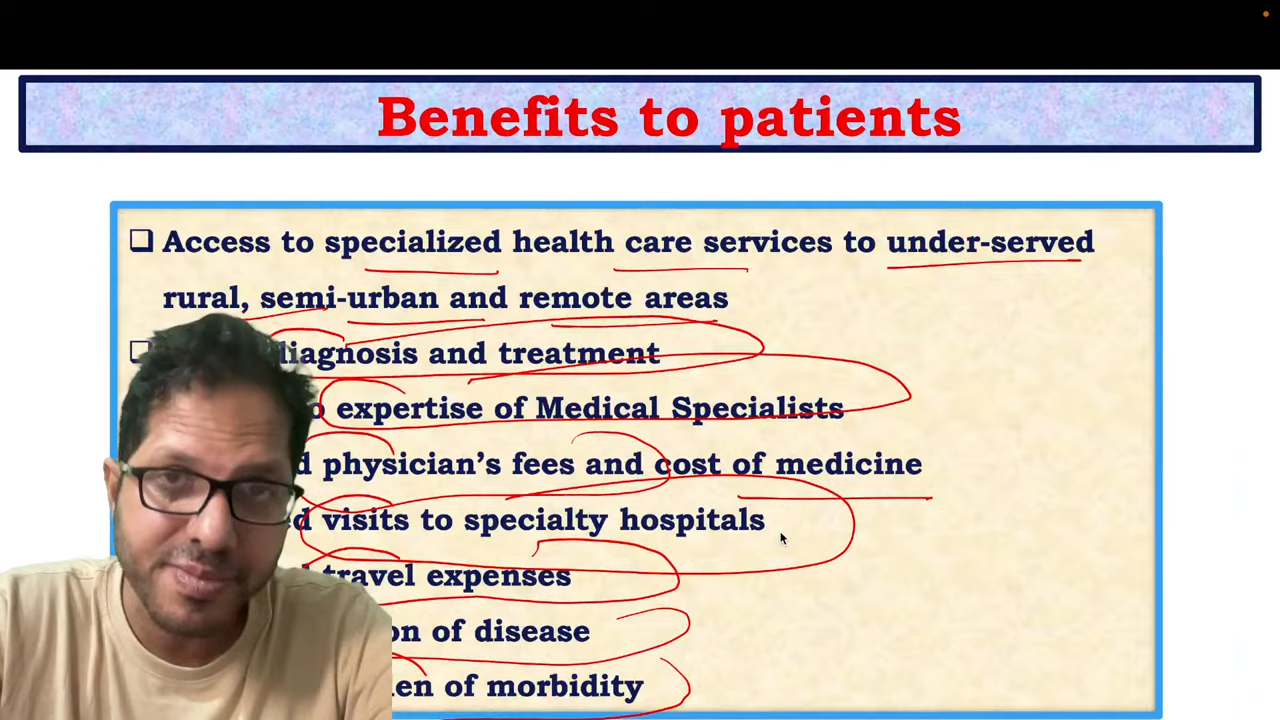 Benefits to patients
Access to specialized health care services to under-served
rural, semi-urban and remote areas
diagnosis and treatment
expertise of Medical Specialists
physician's fees and cost of medicine
visits to specialty hospitals
travel expenses
of disease
of morbidity